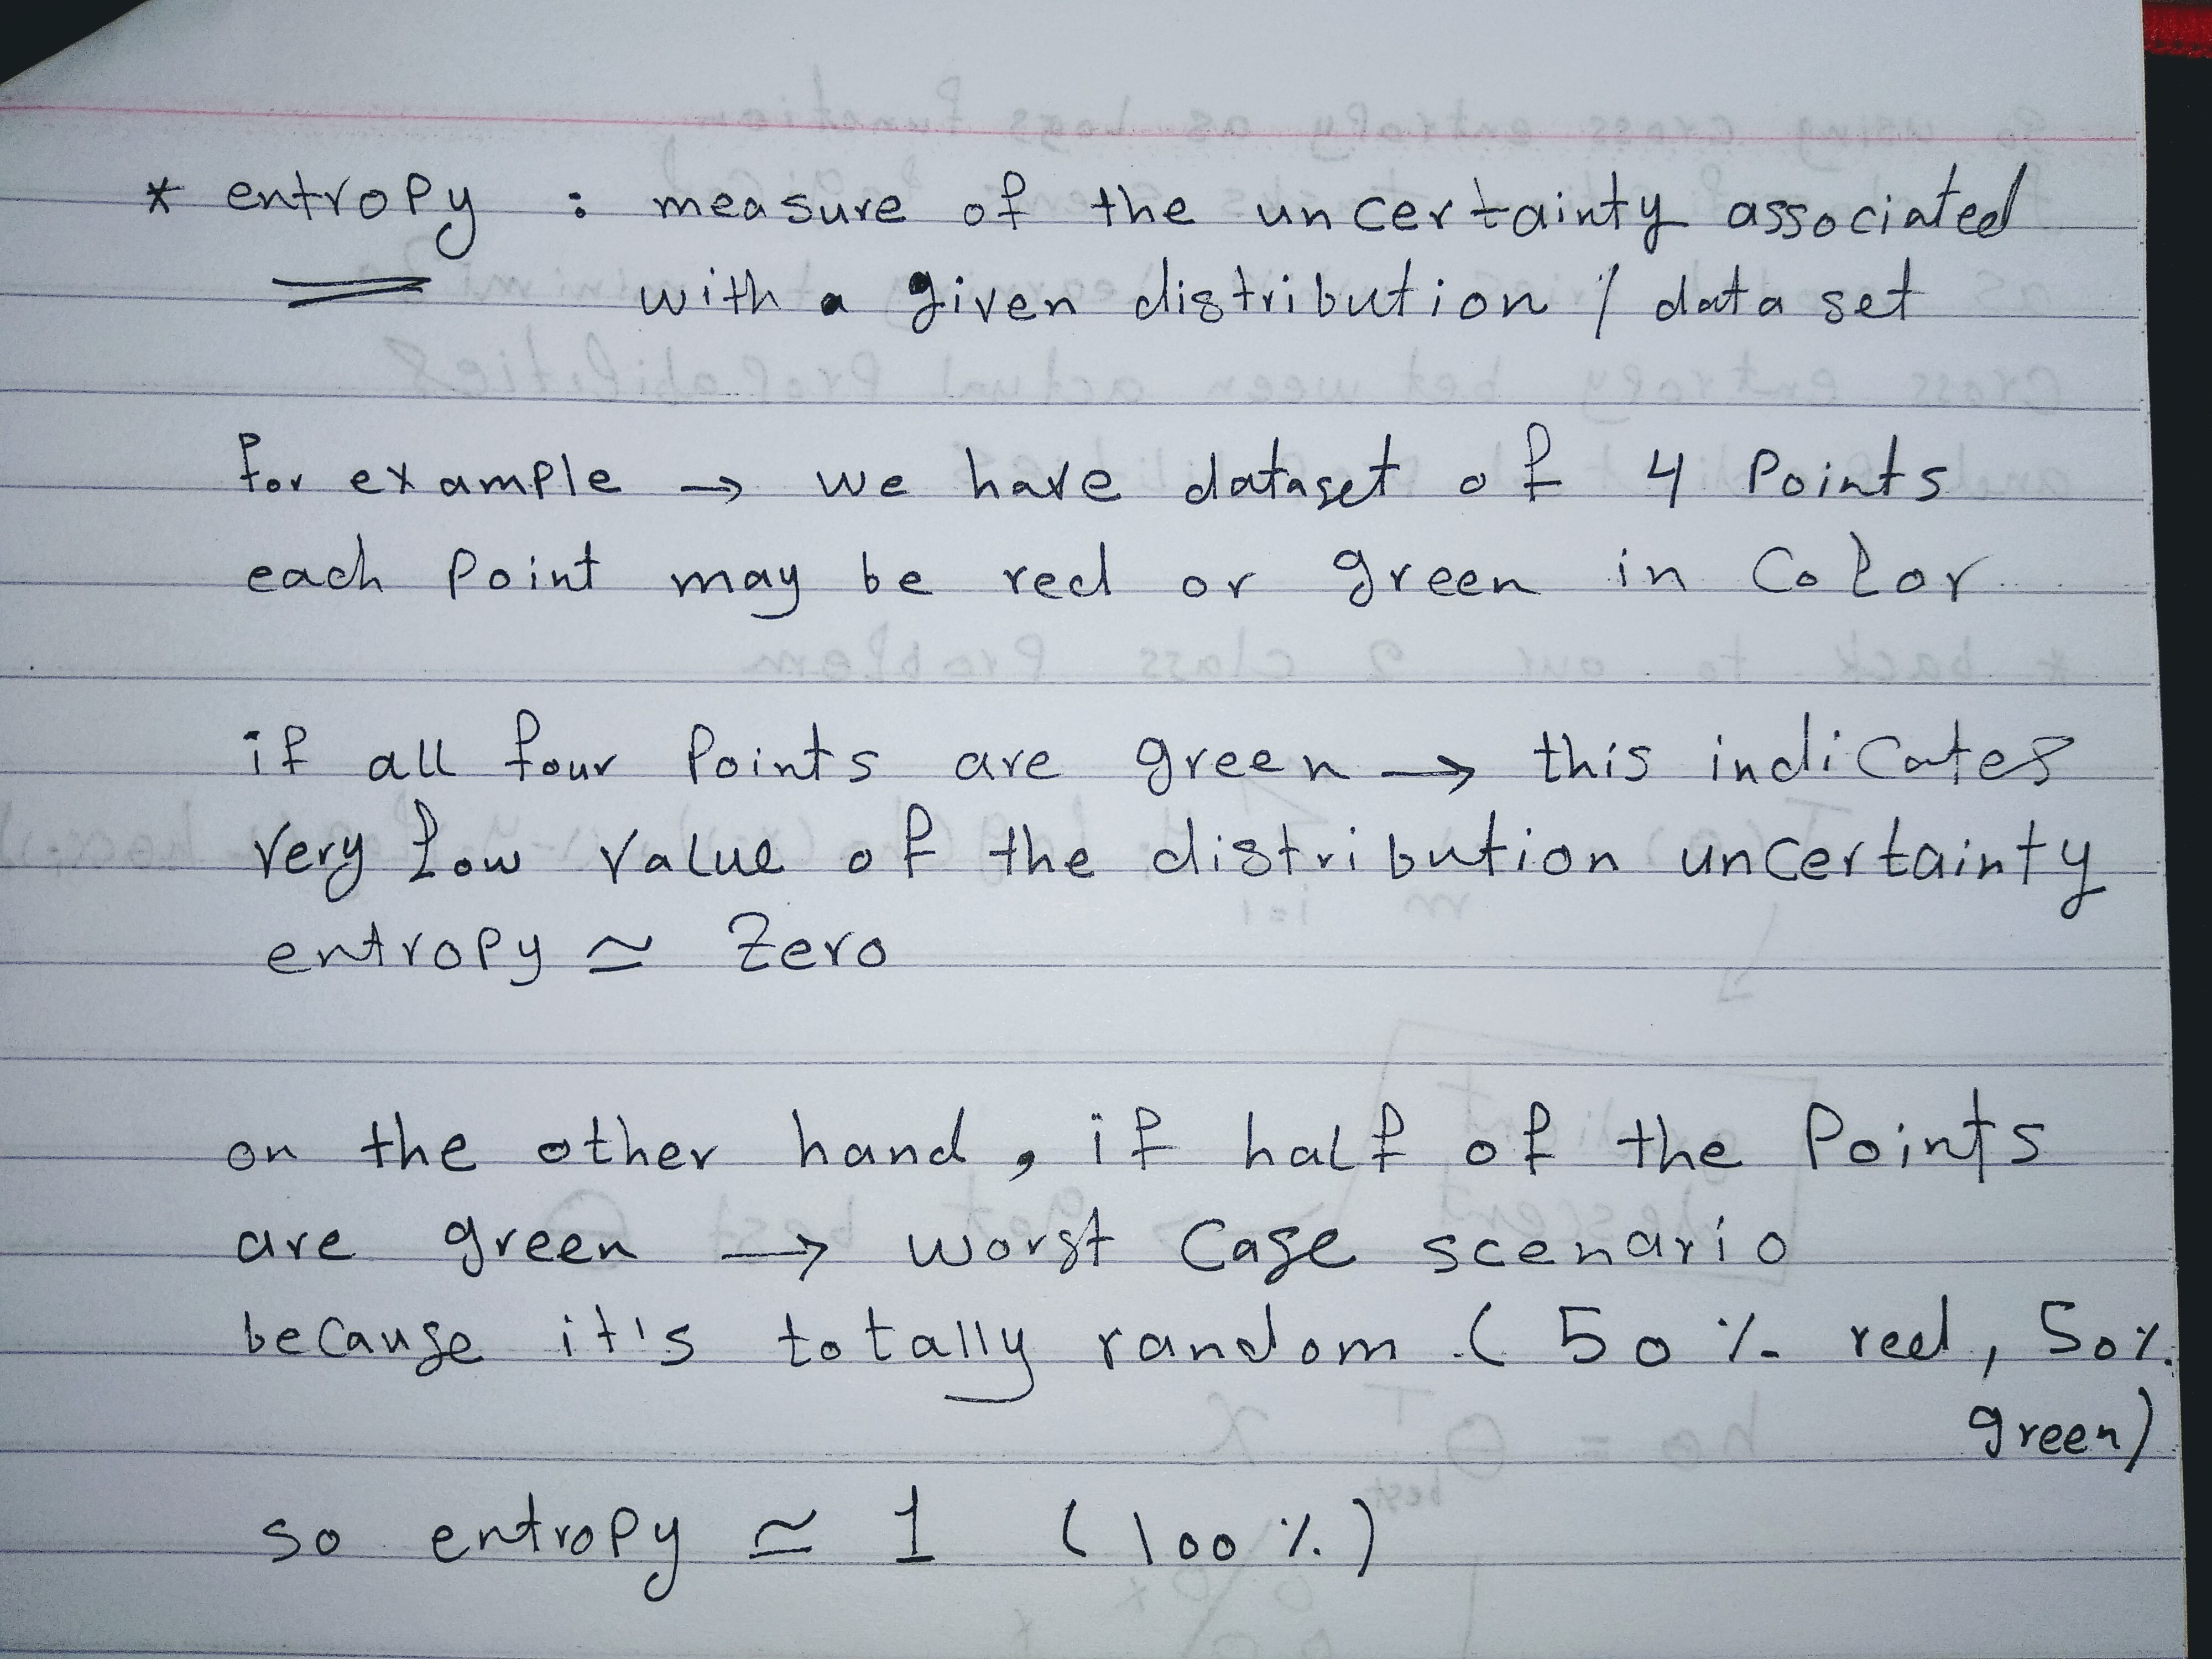 * entropy : measure of the uncertainty associated
with a given distribution / data set
for example → we have dataset of 4 points
each point may be red or green in color
if all four points are green → this indicates
very low value of the distribution uncertainty
entropy ≃ zero
on the other hand, if half of the points
are green → worst case scenario
because it's totally random (50 % red, 50%
green)
so entropy ≃ 1 (100 %)